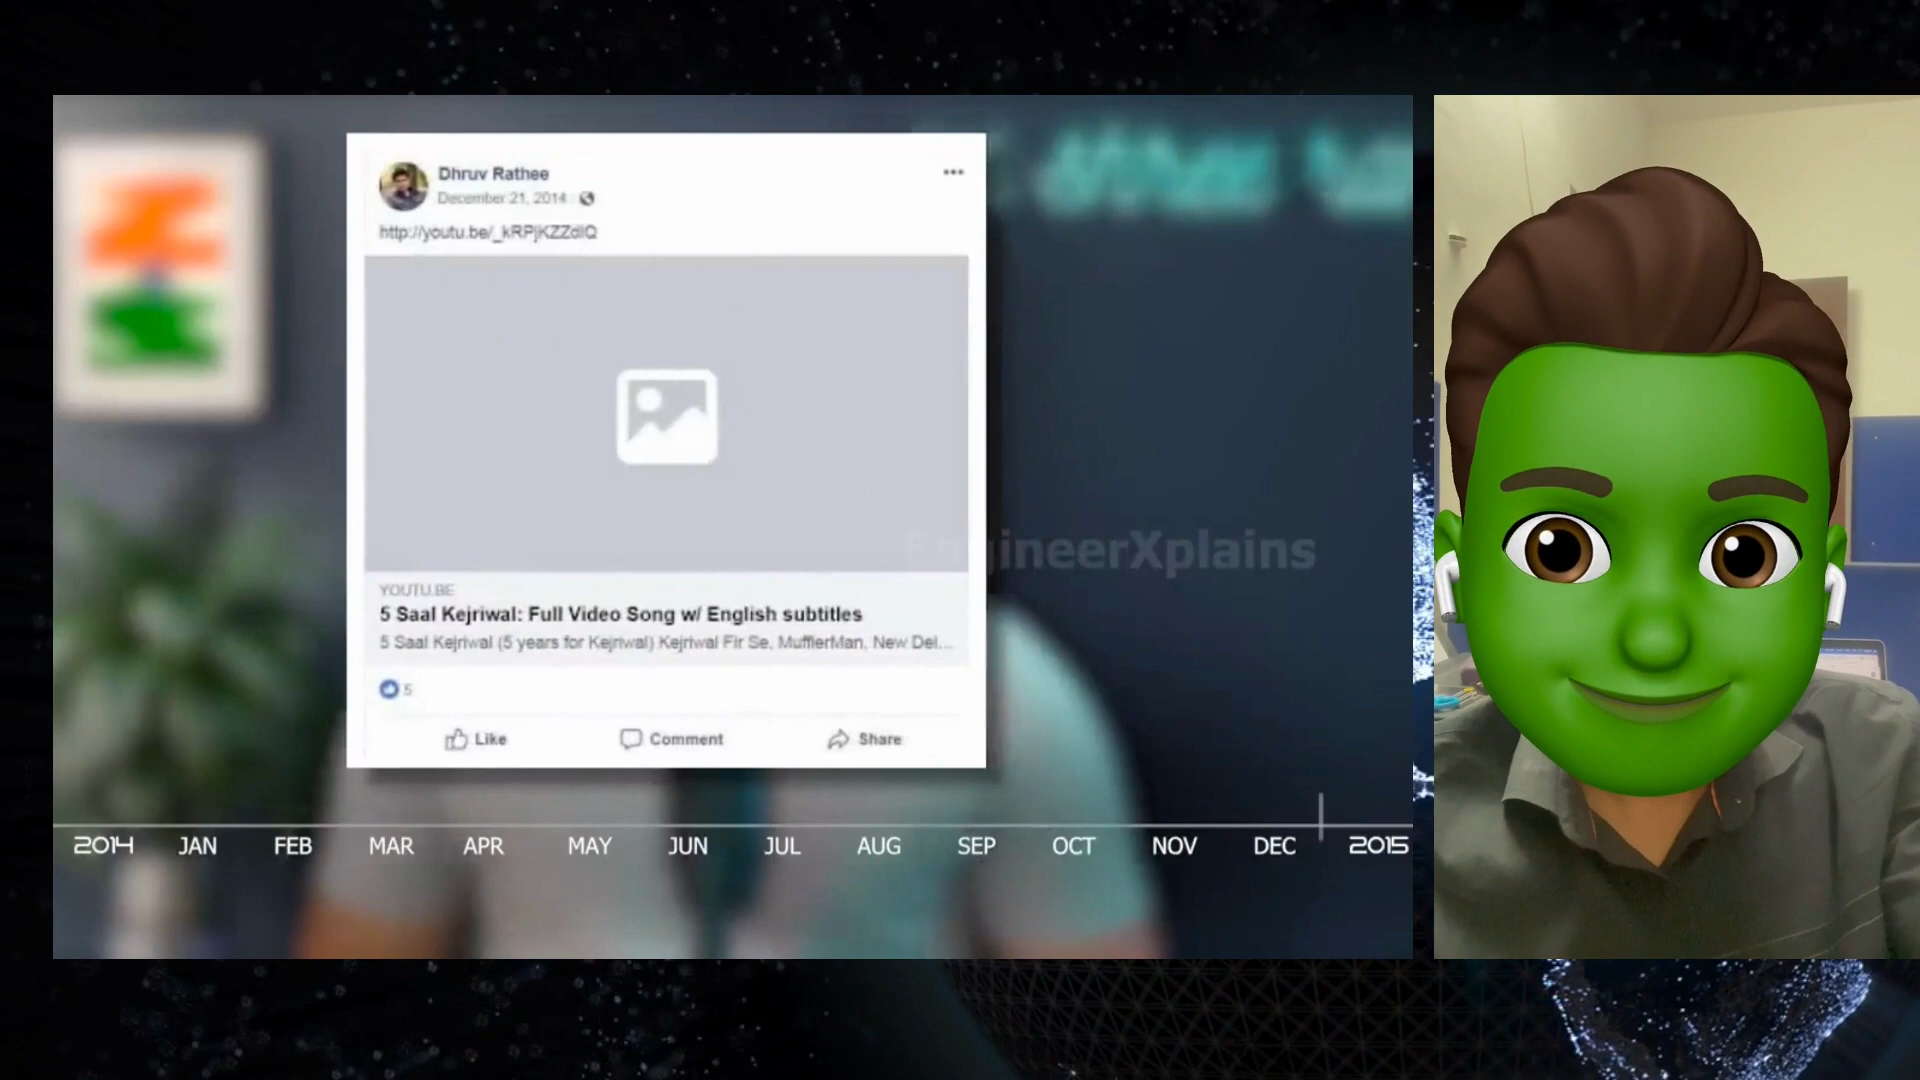 Dhruv Rathee
December 21, 2014
http://youtu.be/_kRPjKZZdIQ
YOUTU.BE
5 Saal Kejriwal: Full Video Song w/ English subtitles
5 Saal Kejriwal (5 years for Kejriwal) Kejriwal Fir Se, MufflerMan, New Del...
5
Like Comment Share
EngineerXplains
2014 JAN FEB MAR APR MAY JUN JUL AUG SEP OCT NOV DEC 2015